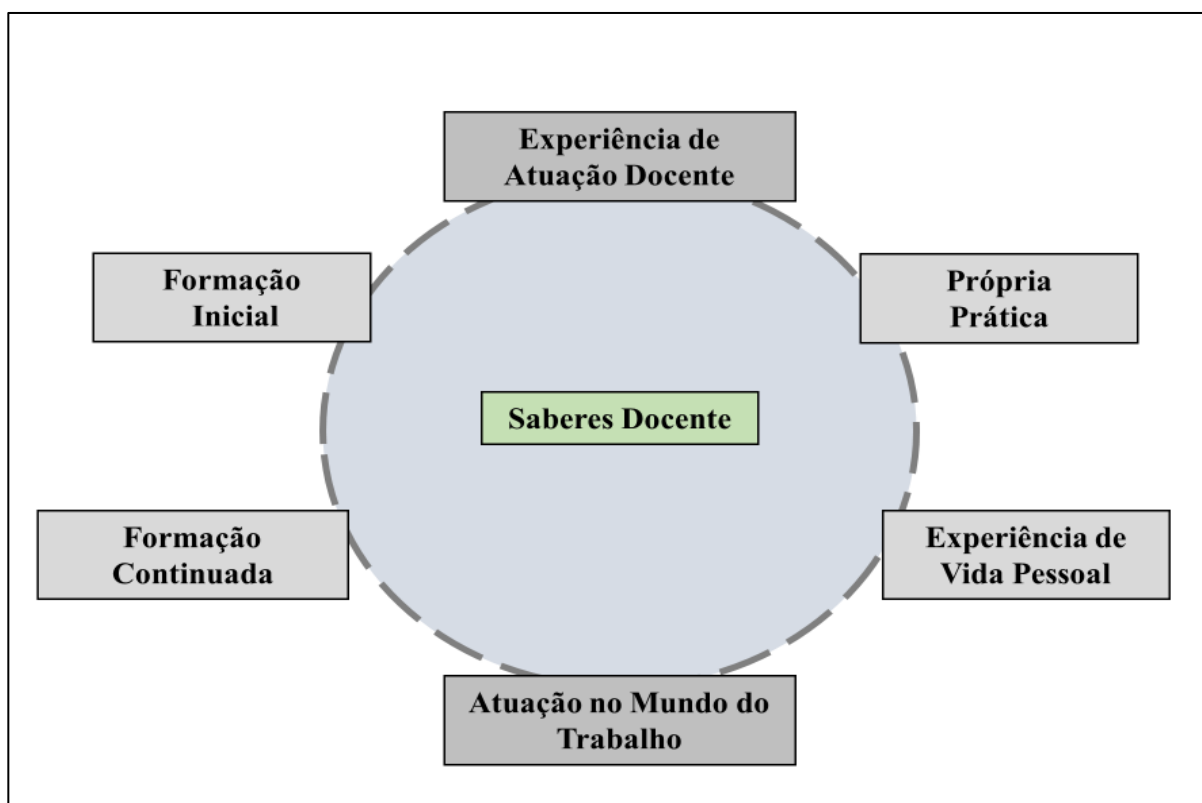 Experiência de
Atuação Docente
Formação
Inicial
Própria
Prática
Saberes Docente
Formação
Continuada
Experiência de
Vida Pessoal
Atuação no Mundo do
Trabalho